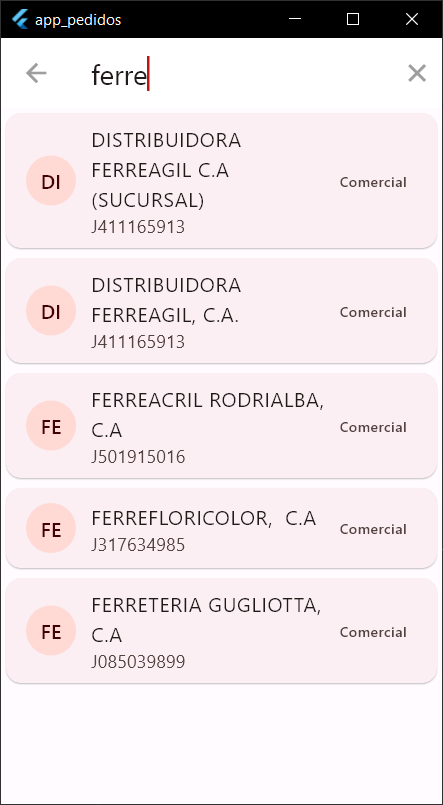 app_pedidos
ferre
DI
DISTRIBUIDORA
FERREAGIL C.A
(SUCURSAL)
J411165913
Comercial
DI
DISTRIBUIDORA
FERREAGIL, C.A.
J411165913
Comercial
FE
FERREACRIL RODRIALBA,
C.A
J501915016
Comercial
FE
FERREFLORICOLOR,  C.A
J317634985
Comercial
FE
FERRETERIA GUGLIOTTA,
C.A
J085039899
Comercial